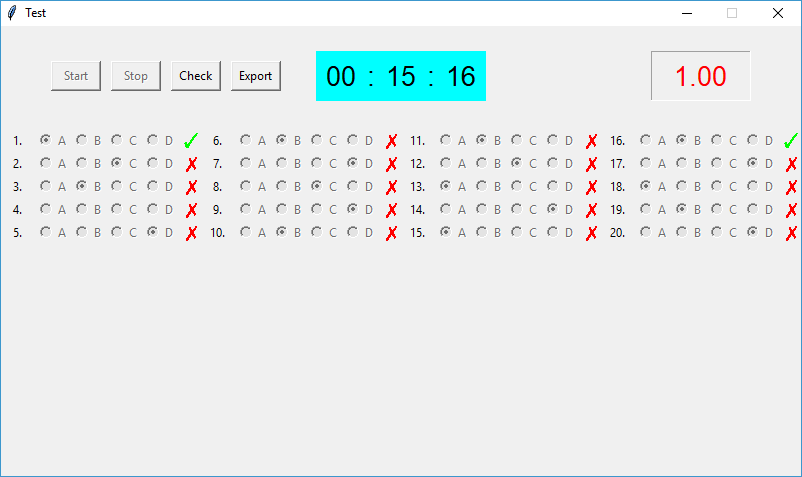 Test
Start Stop Check Export 00 : 15 : 16 1.00
1. A B C D ✓ 6. A B C D ✗ 11. A B C D ✗ 16. A B C D ✓
2. A B C D ✗ 7. A B C D ✗ 12. A B C D ✗ 17. A B C D ✗
3. A B C D ✗ 8. A B C D ✗ 13. A B C D ✗ 18. A B C D ✗
4. A B C D ✗ 9. A B C D ✗ 14. A B C D ✗ 19. A B C D ✗
5. A B C D ✗ 10. A B C D ✗ 15. A B C D ✗ 20. A B C D ✗